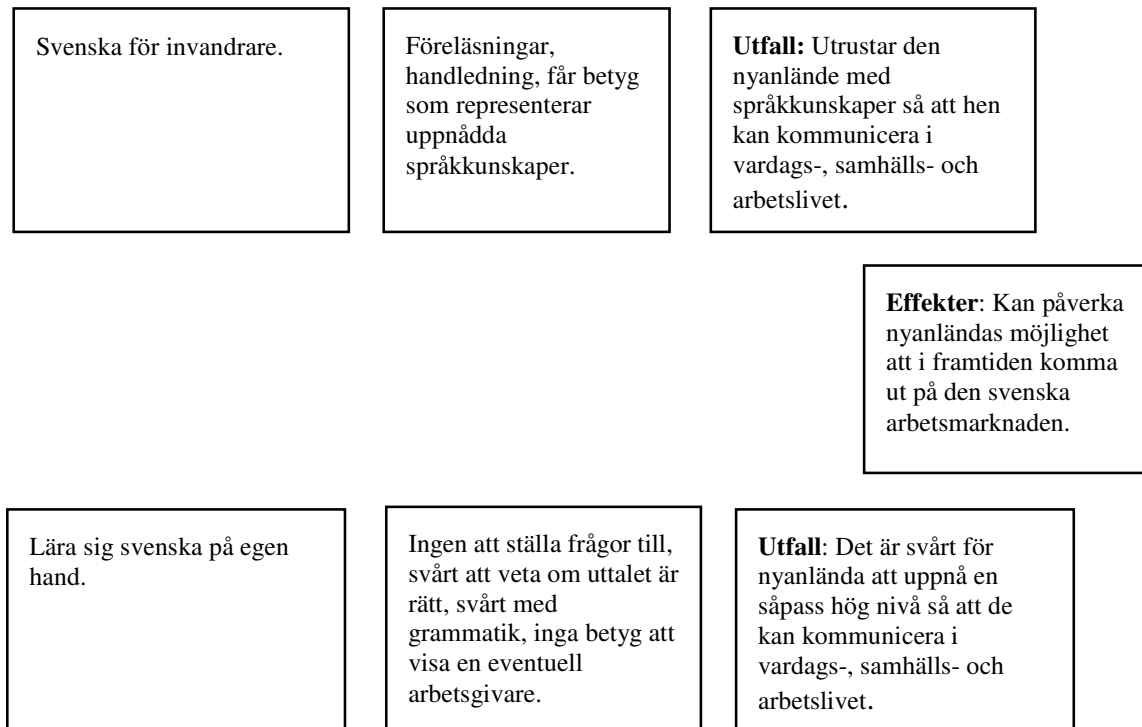 Svenska för invandrare.
Föreläsningar,
handledning, får betyg
som representerar
uppnådda
språkkunskaper.
Utfall: Utrustar den
nyanlände med
språkkunskaper så att hen
kan kommunicera i
vardags-, samhälls- och
arbetslivet.
Effekter: Kan påverka
nyanländas möjlighet
att i framtiden komma
ut på den svenska
arbetsmarknaden.
Lära sig svenska på egen
hand.
Ingen att ställa frågor till,
svårt att veta om uttalet är
rätt, svårt med
grammatik, inga betyg att
visa en eventuell
arbetsgivare.
Utfall: Det är svårt för
nyanlända att uppnå en
såpass hög nivå så att de
kan kommunicera i
vardags-, samhälls- och
arbetslivet.